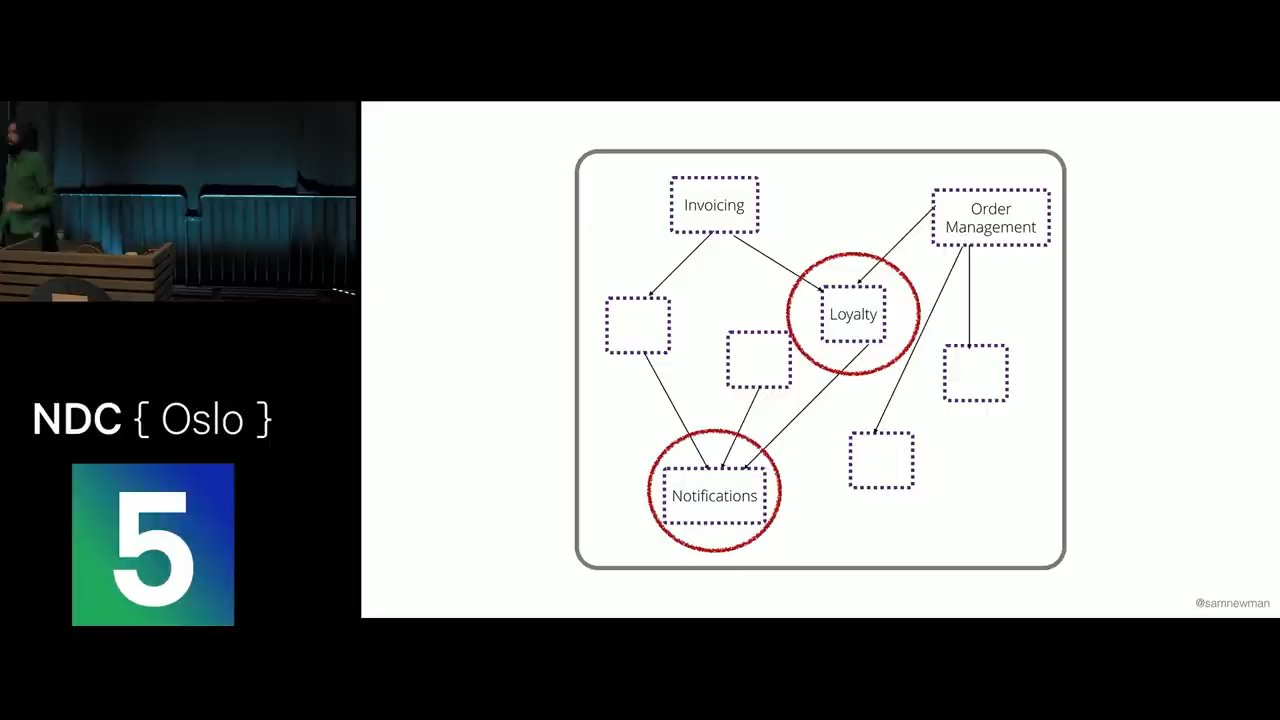 Invoicing
Order
Management
Loyalty
Notifications
NDC { Oslo }
5
@samnewman